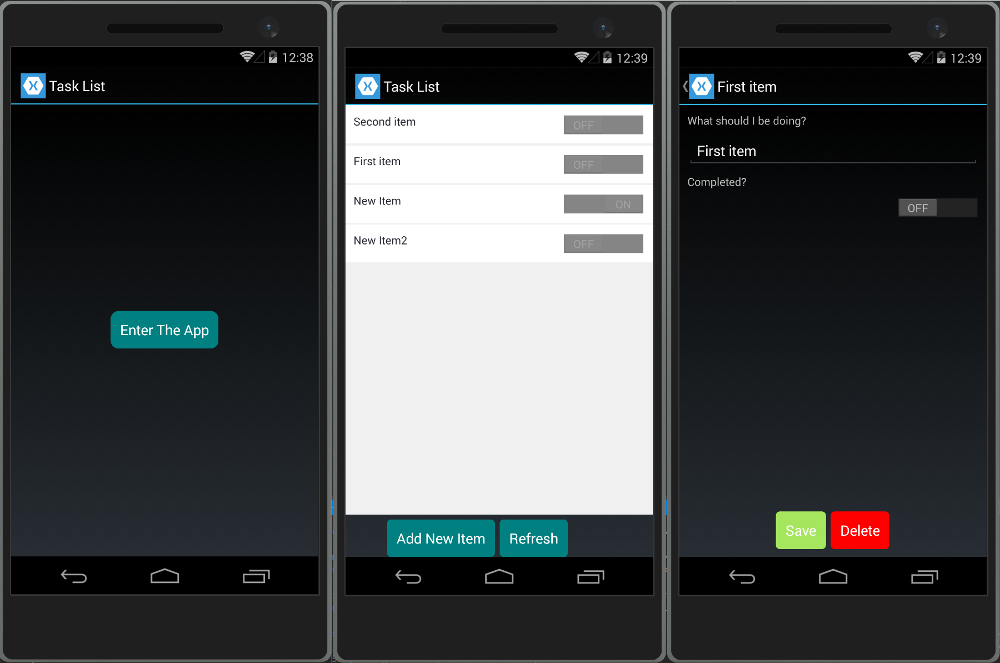 12:38
Task List
Enter The App
12:39
Task List
Second item
OFF
First item
OFF
New Item
ON
New Item2
OFF
Add New Item
Refresh
12:39
First item
What should I be doing?
First item
Completed?
OFF
Save
Delete